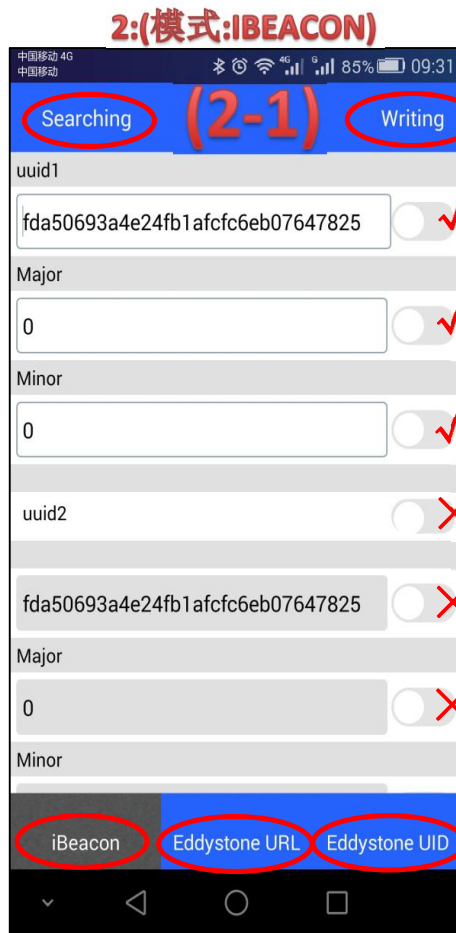 2:(模式:IBEACON)
中国移动 4G
中国移动
4G G 85% 09:31
Searching (2-1) Writing
uuid1
fda50693a4e24fb1afcfc6eb07647825 √
Major
0 √
Minor
0 √
uuid2 ×
fda50693a4e24fb1afcfc6eb07647825 ×
Major
0 ×
Minor
iBeacon Eddystone URL Eddystone UID